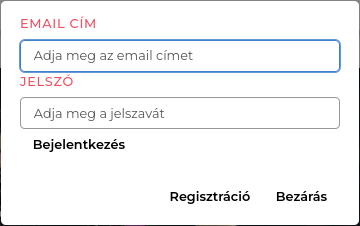 EMAIL CÍM
Adja meg az email címet
JELSZÓ
Adja meg a jelszavát
Bejelentkezés
Regisztráció Bezárás